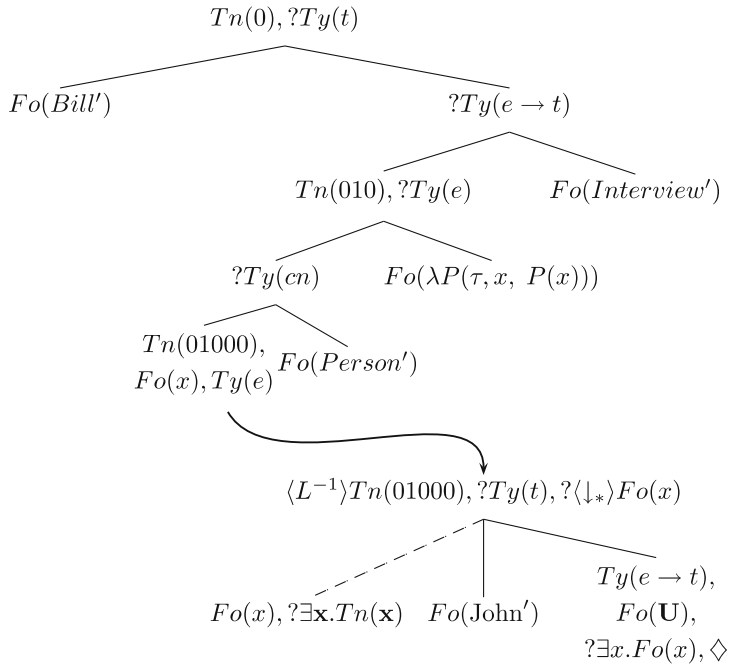 Tn(0), ?Ty(t)
Fo(Bill′) ?Ty(e → t)
Tn(010), ?Ty(e) Fo(Interview′)
?Ty(cn) Fo(λP(τ, x, P(x)))
Tn(01000),
Fo(x), Ty(e) Fo(Person′)
⟨L⁻¹⟩Tn(01000), ?Ty(t), ?⟨↓∗⟩Fo(x)
Ty(e → t),
Fo(x), ?∃x.Tn(x) Fo(John′) Fo(U),
?∃x.Fo(x), ♢